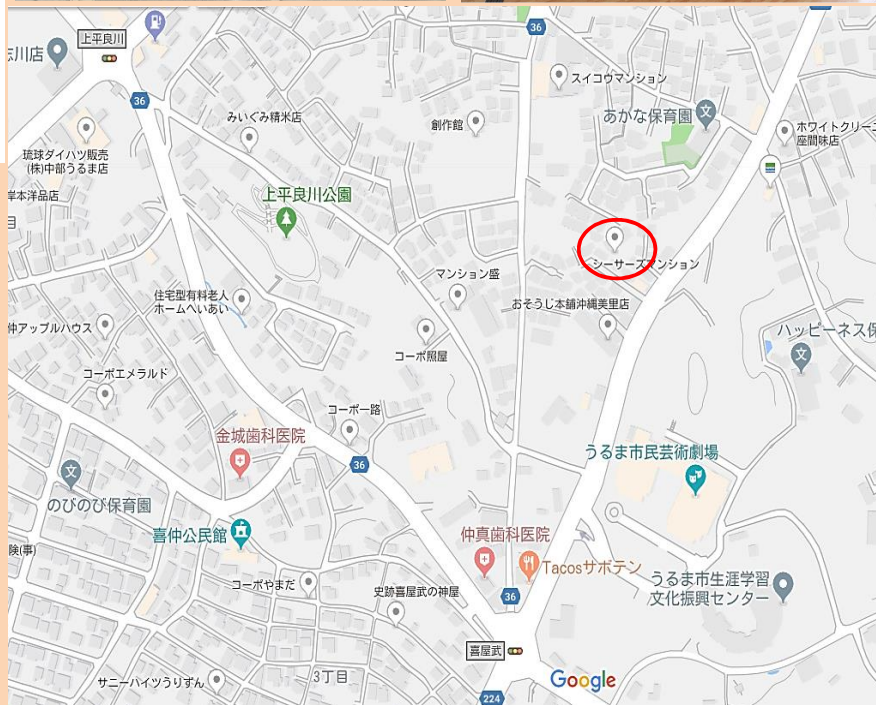 36
上平良川
志川店
36
スイコウマンション
あかな保育園
みいくみ精米店
創作館
ホワイトクリーニ
座間味店
琉球ダイハツ販売
(株)中部うるま店
岸本洋品店
目
上平良川公園
シーサーズマンション
マンション盛
住宅型有料老人
ホームへいあい
おそうじ本舗沖縄美里店
仲アップルハウス
ハッピーネス保
コーポ照屋
コーポエメラルド
コーポ一路
金城歯科医院
うるま市民芸術劇場
36
のびのび保育園
喜仲公民館
仲真歯科医院
険(事)
Tacosサボテン
コーポやまだ
史跡喜屋武の神屋
うるま市生涯学習
文化振興センター
36
喜屋武
サニーハイツうりずん
3丁目
Google
224